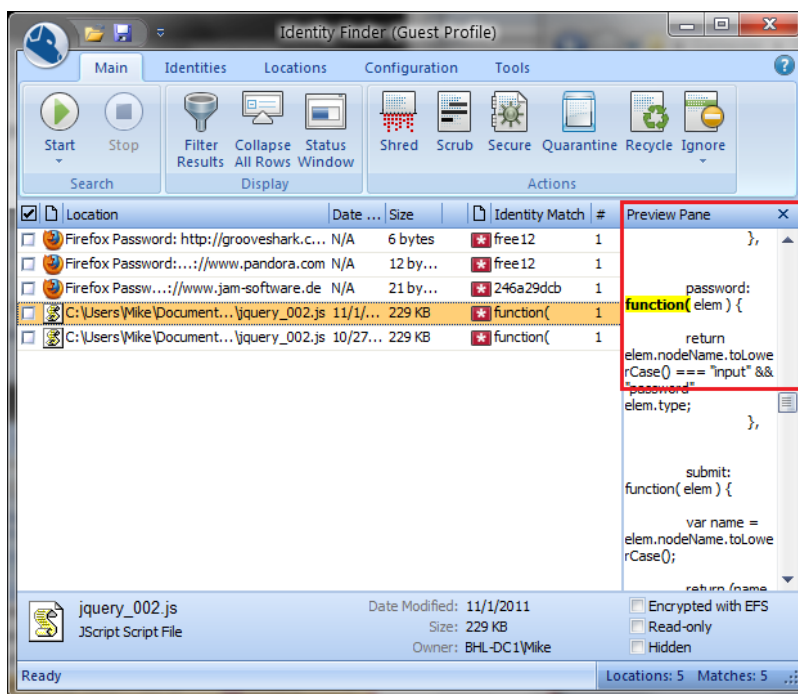 Identity Finder (Guest Profile)
Main Identities Locations Configuration Tools
Start Stop Filter Results Collapse All Rows Status Window Shred Scrub Secure Quarantine Recycle Ignore
Search Display Actions
Location Date ... Size Identity Match # Preview Pane
Firefox Password: http://grooveshark.c... N/A 6 bytes free12 1
Firefox Password:...://www.pandora.com N/A 12 by... free12 1
Firefox Passw...://www.jam-software.de N/A 21 by... 246a29dcb 1
C:\Users\Mike\Document...\jquery_002.js 11/1/... 229 KB function( 1
C:\Users\Mike\Document...\jquery_002.js 10/27... 229 KB function( 1
},
password:
function( elem ) {
return
elem.nodeName.toLowe
rCase() === "input" &&
"password"
elem.type;
},
submit:
function( elem ) {
var name =
elem.nodeName.toLowe
rCase();
return (name
jquery_002.js
JScript Script File
Date Modified: 11/1/2011
Size: 229 KB
Owner: BHL-DC1\Mike
Encrypted with EFS
Read-only
Hidden
Ready Locations: 5 Matches: 5